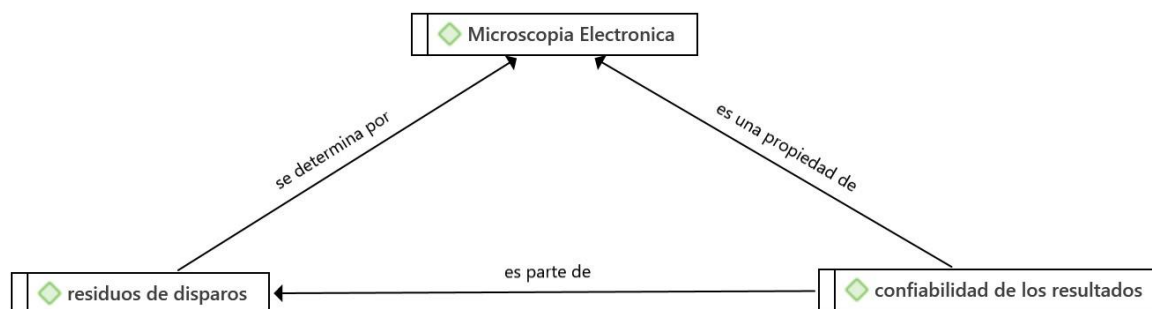 Microscopia Electronica
se determina por
es una propiedad de
es parte de
residuos de disparos
confiabilidad de los resultados